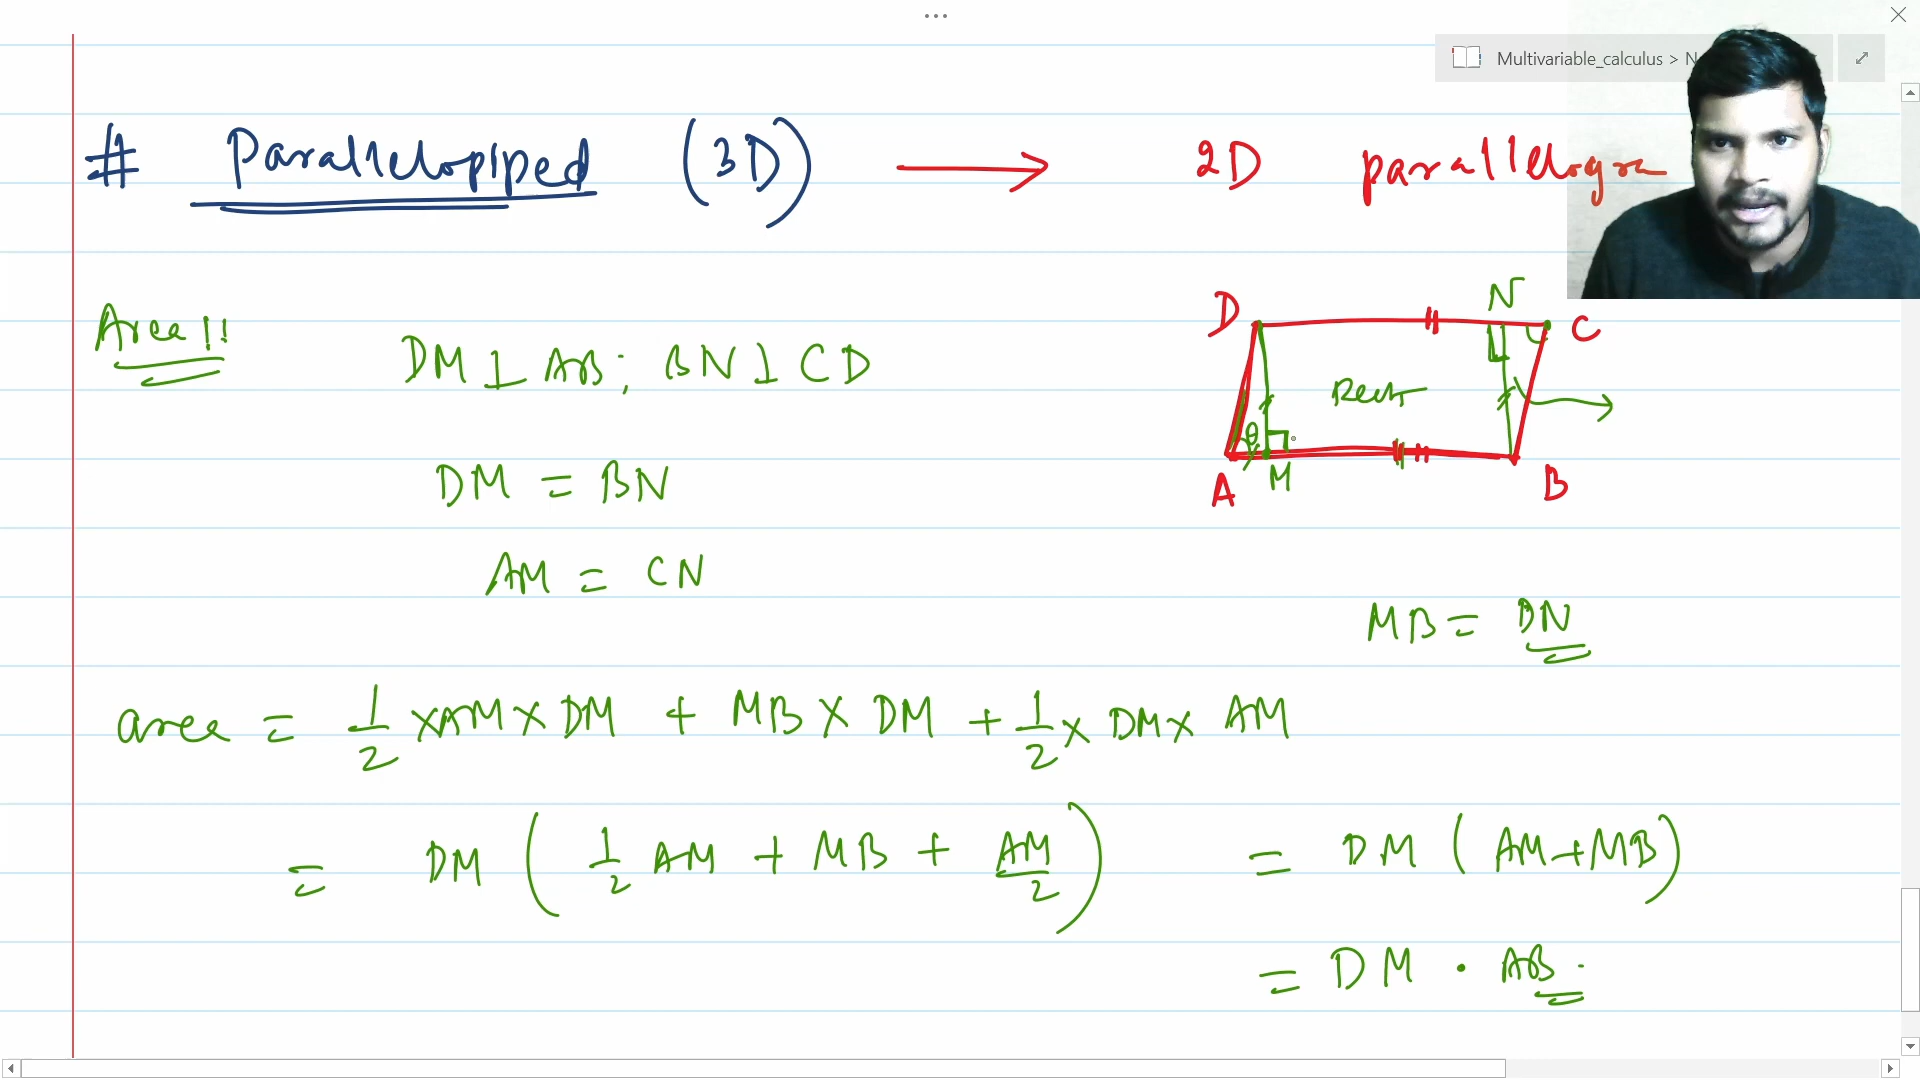 Multivariable_calculus > N
# Parallelopiped (3D) → 2D parallelogra
Area !!
DM ⊥ AB ; BN ⊥ CD
DM = BN
AM = CN
D N C
Rect
θ
A M B
MB = DN
area = 1/2 × AM × DM + MB × DM + 1/2 × DM × AM
= DM ( 1/2 AM + MB + AM/2 ) = DM ( AM + MB )
= DM · AB .